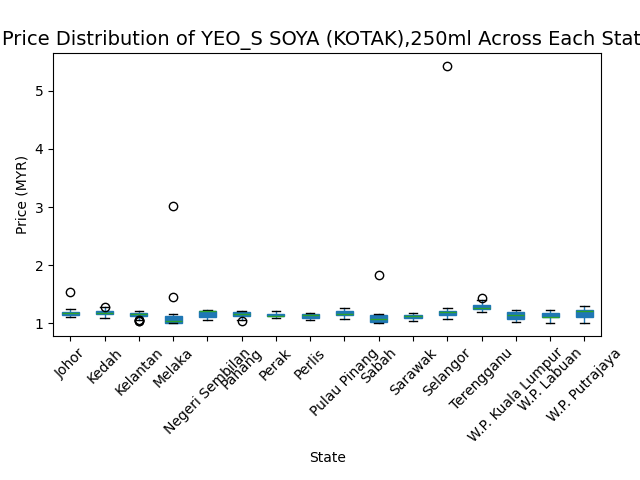 Price Distribution of YEO_S SOYA (KOTAK),250ml Across Each Stat
5
4
3
2
1
Price (MYR)
Johor
Kedah
Kelantan
Melaka
Negeri Sembilan
Pahang
Perak
Perlis
Pulau Pinang
Sabah
Sarawak
Selangor
Terengganu
W.P. Kuala Lumpur
W.P. Labuan
W.P. Putrajaya
State